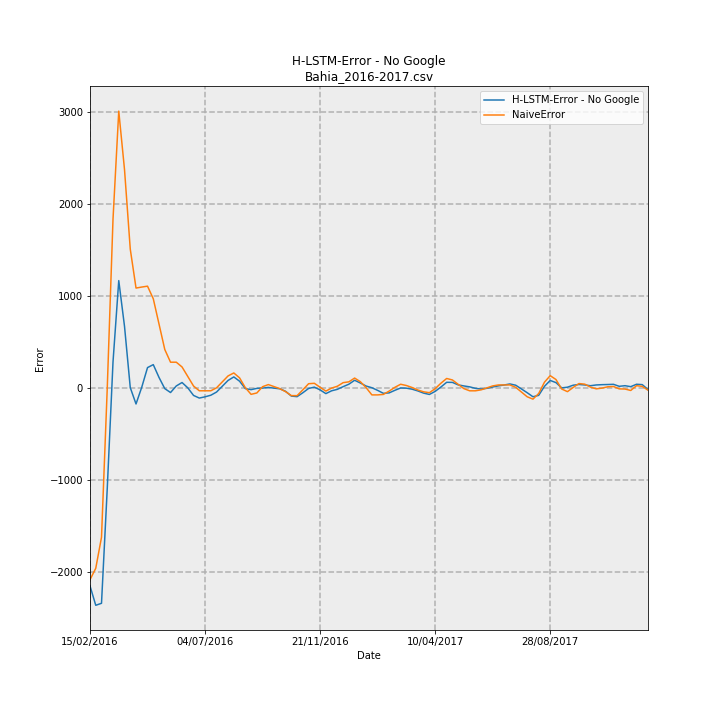 H-LSTM-Error - No Google
Bahia_2016-2017.csv
H-LSTM-Error - No Google
NaiveError
3000
2000
1000
0
−1000
−2000
Error
15/02/2016
04/07/2016
21/11/2016
10/04/2017
28/08/2017
Date